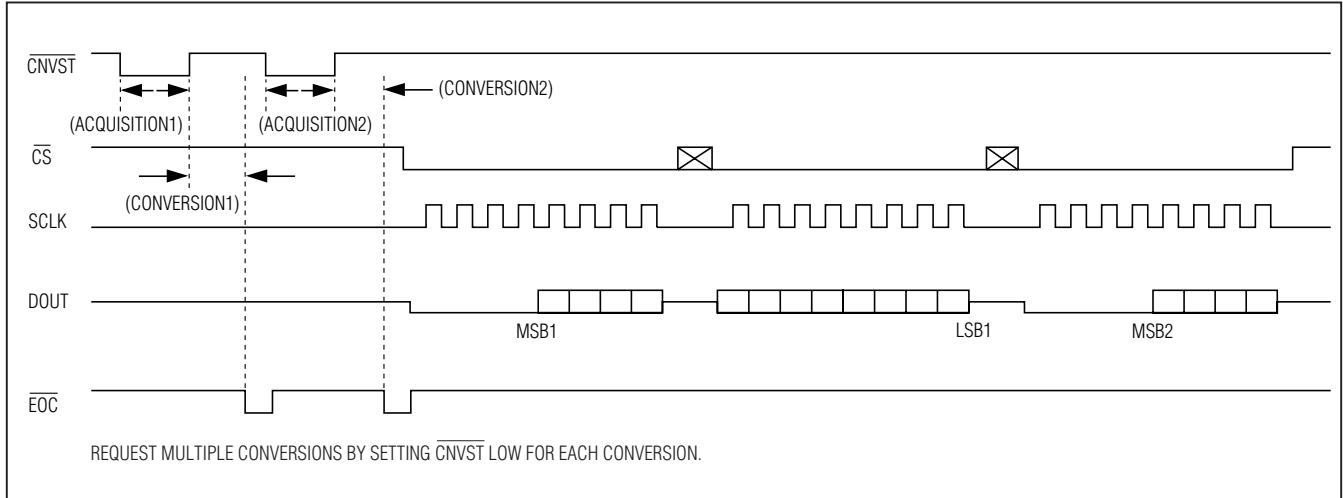 CNVST
(CONVERSION2)
(ACQUISITION1) (ACQUISITION2)
CS
(CONVERSION1)
SCLK
DOUT
MSB1 LSB1 MSB2
EOC
REQUEST MULTIPLE CONVERSIONS BY SETTING CNVST LOW FOR EACH CONVERSION.